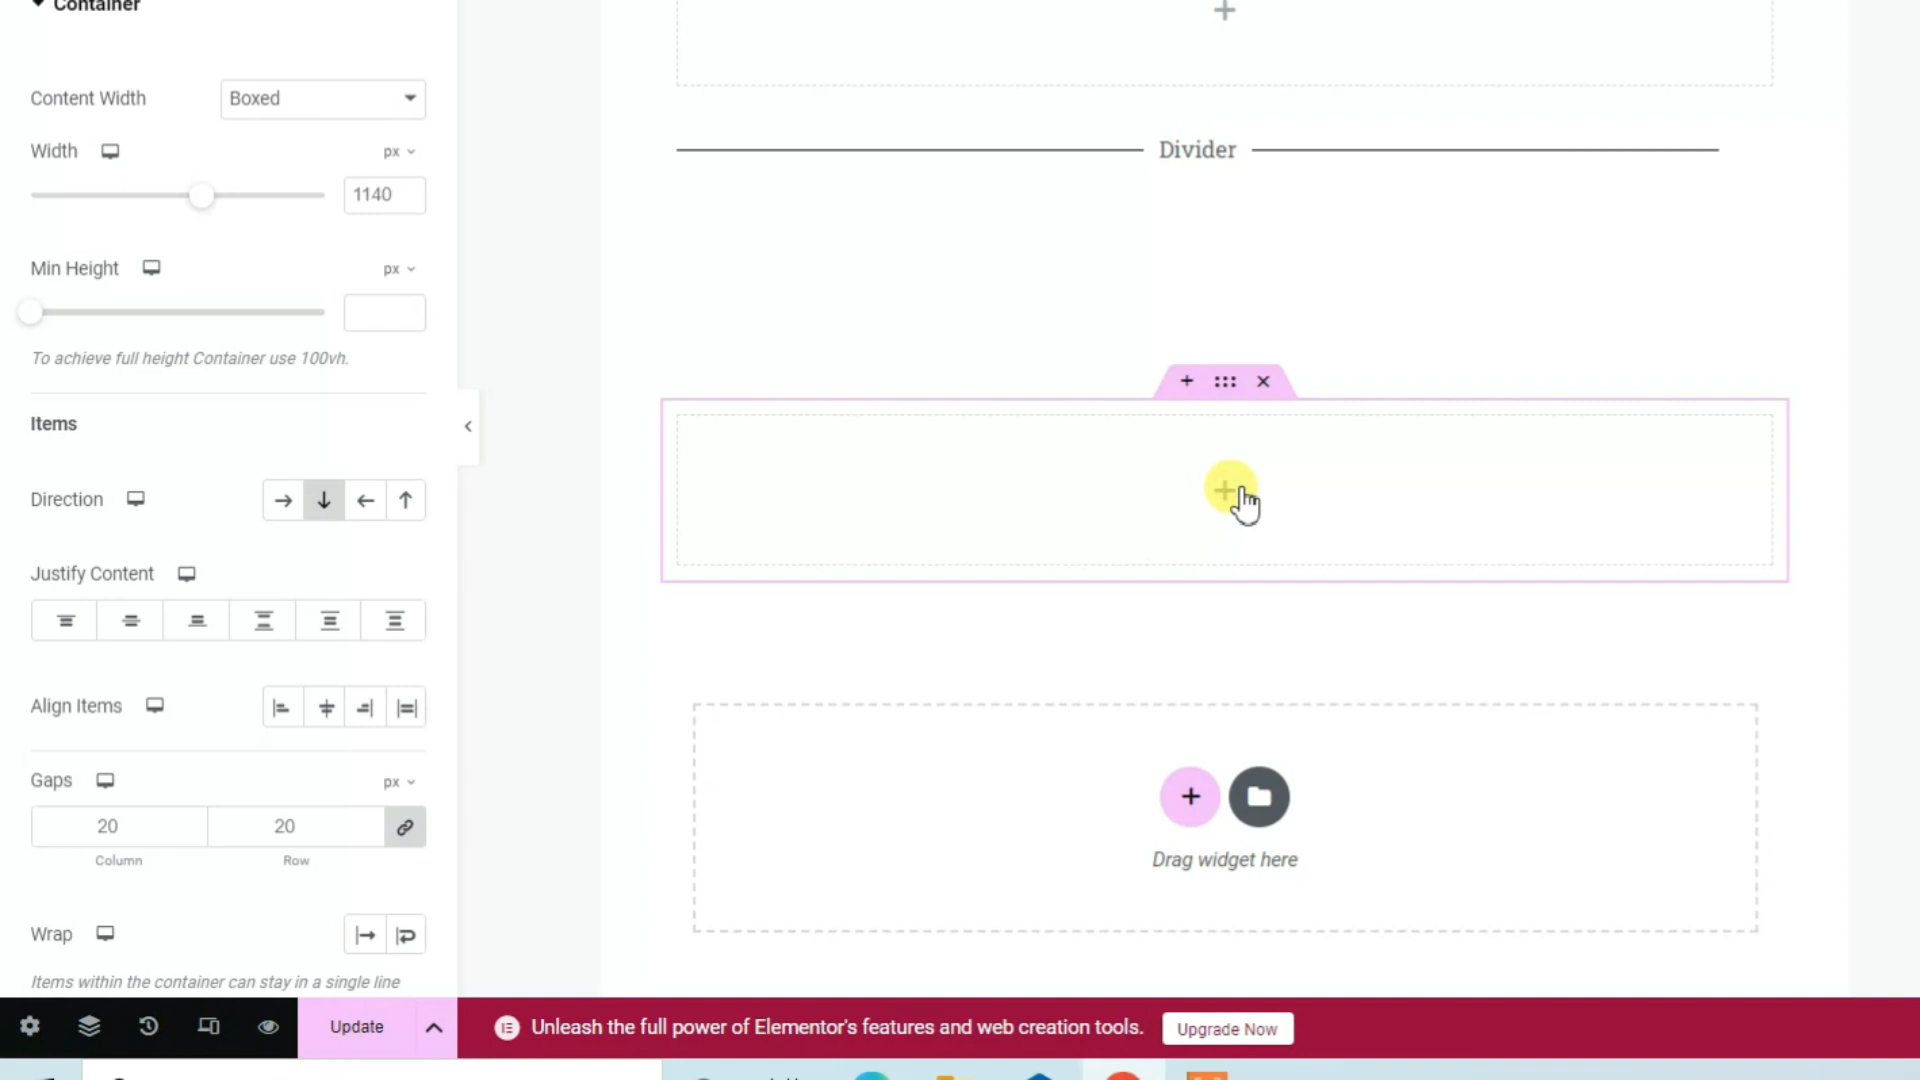 Container
Content Width
Boxed
Width
px
1140
Min Height
px
To achieve full height Container use 100vh.
Items
Direction
Justify Content
Align Items
Gaps
px
20
20
Column
Row
Wrap
Items within the container can stay in a single line
Update
Divider
Drag widget here
Unleash the full power of Elementor's features and web creation tools.
Upgrade Now